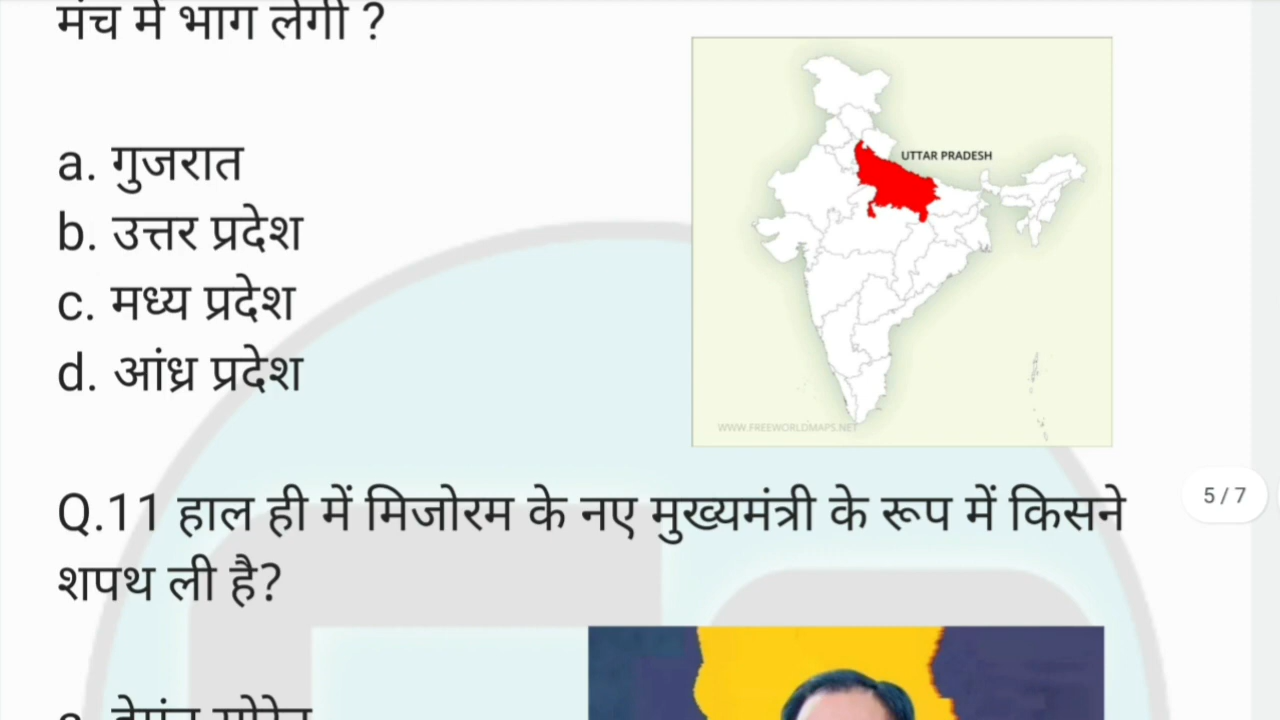 मंच में भाग लेगी ?
a. गुजरात
b. उत्तर प्रदेश
c. मध्य प्रदेश
d. आंध्र प्रदेश
UTTAR PRADESH
WWW.FREEWORLDMAPS.NET
Q.11 हाल ही में मिजोरम के नए मुख्यमंत्री के रूप में किसने
शपथ ली है?
5 / 7